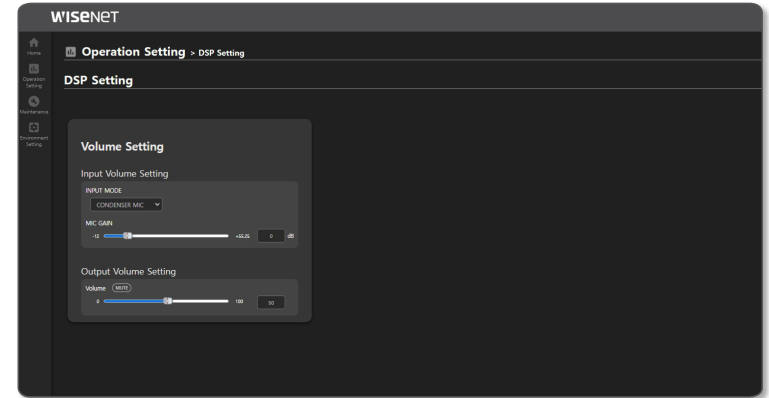 WISENET
Home
Operation Setting > DSP Setting
Operation
Setting
DSP Setting
Maintenance
Environment
Setting
Volume Setting
Input Volume Setting
INPUT MODE
CONDENSER MIC
MIC GAIN
-12 +55.25 0 dB
Output Volume Setting
Volume MUTE
0 100 50